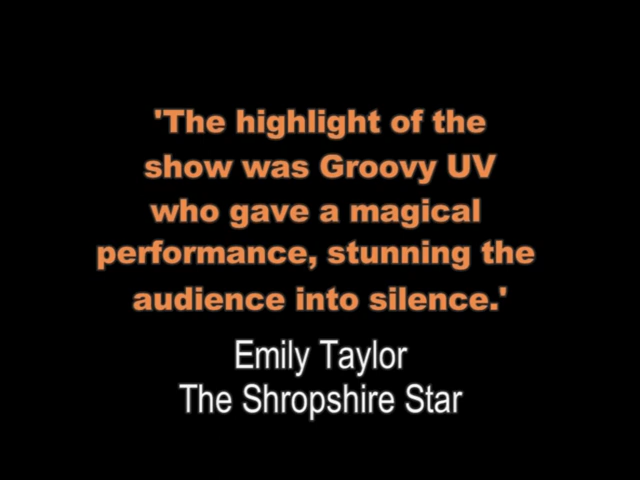 'The highlight of the
show was Groovy UV
who gave a magical
performance, stunning the
audience into silence.'
Emily Taylor
The Shropshire Star